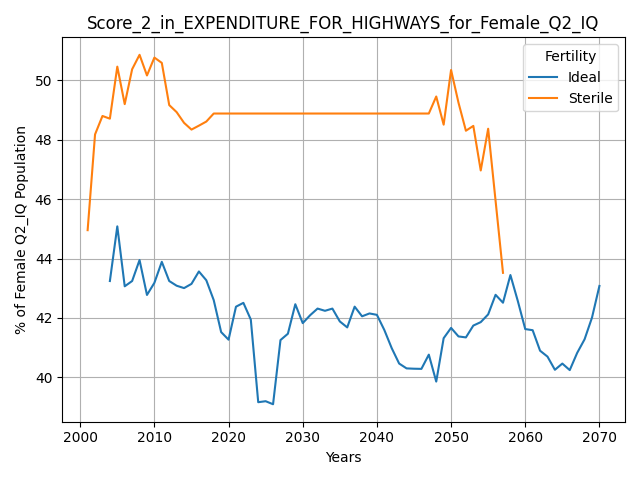 Score_2_in_EXPENDITURE_FOR_HIGHWAYS_for_Female_Q2_IQ
Fertility
Ideal
Sterile
% of Female Q2_IQ Population
50
48
46
44
42
40
2000 2010 2020 2030 2040 2050 2060 2070
Years